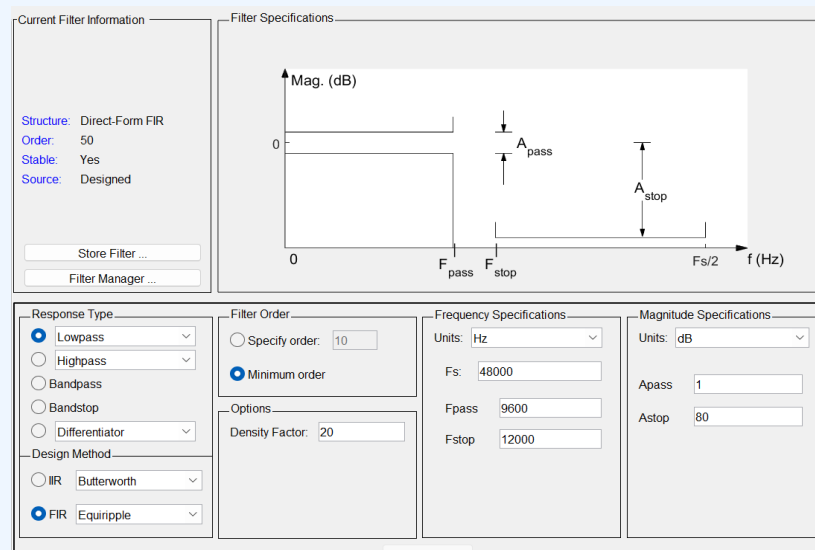 Current Filter Information
Structure: Direct-Form FIR
Order: 50
Stable: Yes
Source: Designed
Store Filter ...
Filter Manager ...
Filter Specifications
Mag. (dB)
0
A pass
A stop
0
F pass
F stop
Fs/2
f (Hz)
Response Type
Lowpass
Highpass
Bandpass
Bandstop
Differentiator
Design Method
IIR Butterworth
FIR Equiripple
Filter Order
Specify order: 10
Minimum order
Options
Density Factor: 20
Frequency Specifications
Units: Hz
Fs: 48000
Fpass 9600
Fstop 12000
Magnitude Specifications
Units: dB
Apass 1
Astop 80